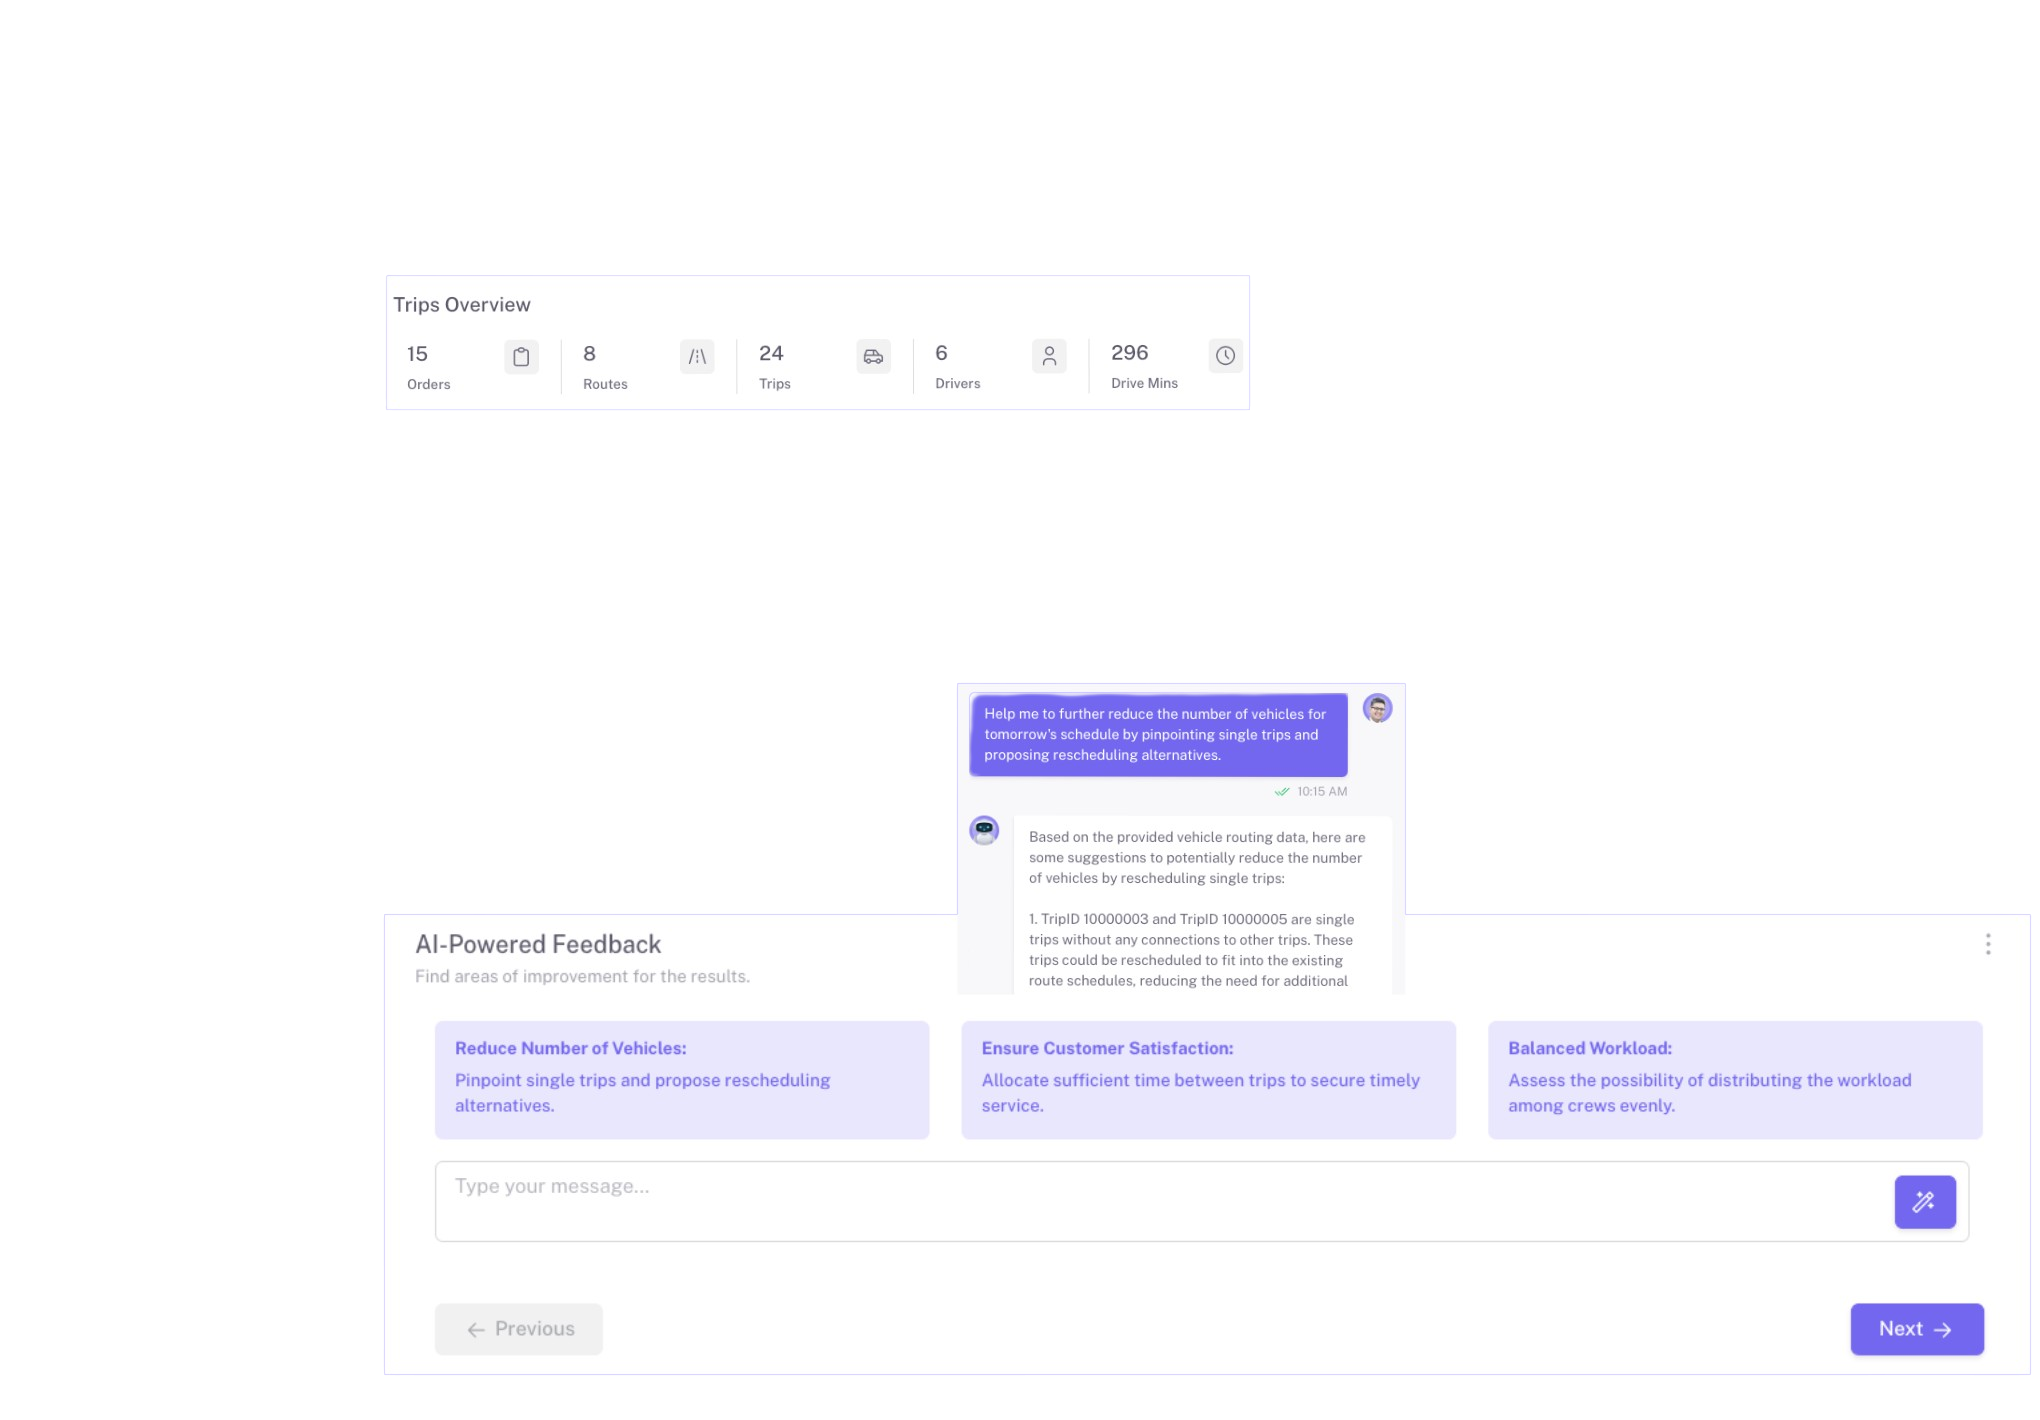 Trips Overview
15
Orders
8
Routes
24
Trips
6
Drivers
296
Drive Mins
Help me to further reduce the number of vehicles for
tomorrow's schedule by pinpointing single trips and
proposing rescheduling alternatives.
10:15 AM
Based on the provided vehicle routing data, here are
some suggestions to potentially reduce the number
of vehicles by rescheduling single trips:
1. TripID 10000003 and TripID 10000005 are single
trips without any connections to other trips. These
trips could be rescheduled to fit into the existing
route schedules, reducing the need for additional
AI-Powered Feedback
Find areas of improvement for the results.
Reduce Number of Vehicles:
Pinpoint single trips and propose rescheduling
alternatives.
Ensure Customer Satisfaction:
Allocate sufficient time between trips to secure timely
service.
Balanced Workload:
Assess the possibility of distributing the workload
among crews evenly.
Type your message...
Previous
Next